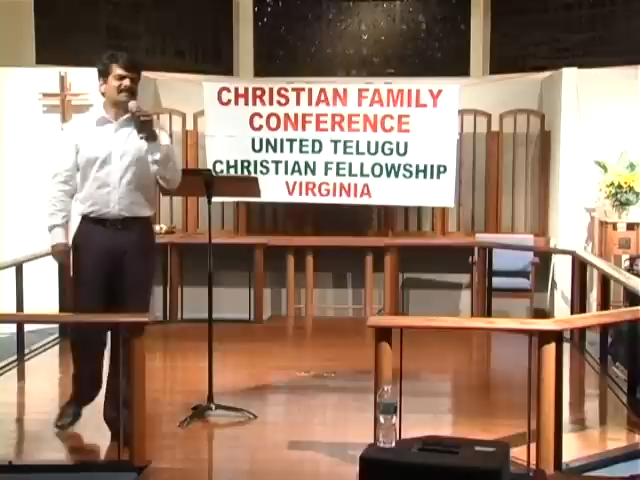 CHRISTIAN FAMILY
CONFERENCE
UNITED TELUGU
CHRISTIAN FELLOWSHIP
VIRGINIA